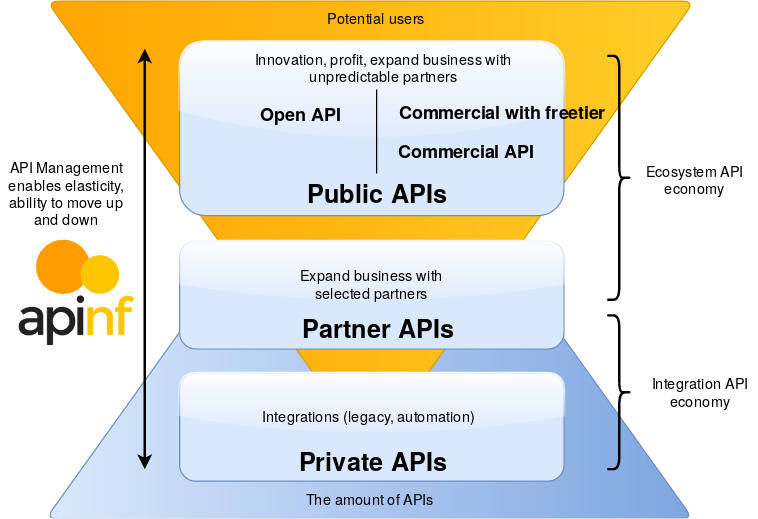 Potential users
Innovation, profit, expand business with
unpredictable partners
Open API
Commercial with freetier
Commercial API
Public APIs
API Management
enables elasticity,
ability to move up
and down
apinf
Ecosystem API
economy
Expand business with
selected partners
Partner APIs
Integration API
economy
Integrations (legacy, automation)
Private APIs
The amount of APIs